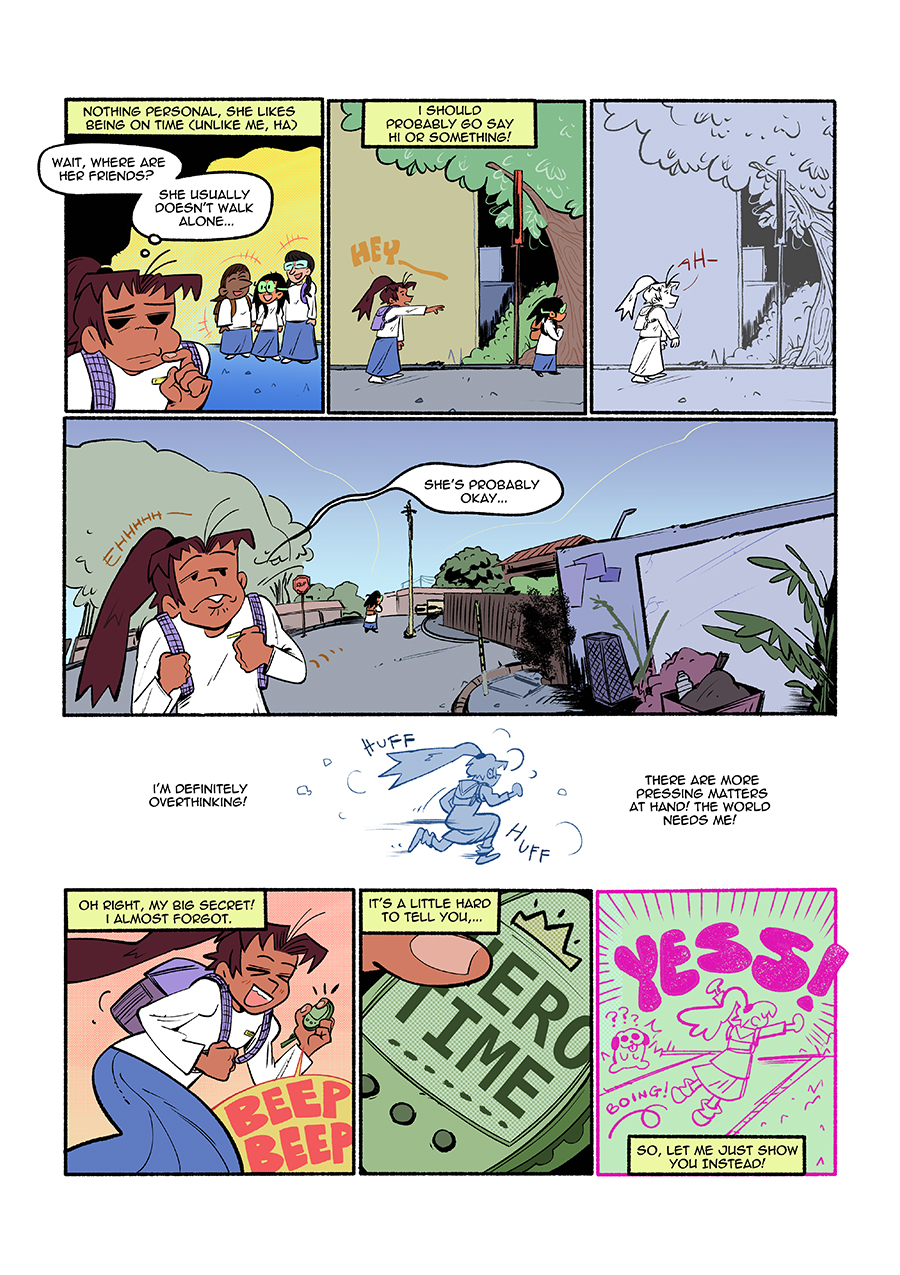 NOTHING PERSONAL, SHE LIKES
BEING ON TIME (UNLIKE ME, HA)
WAIT, WHERE ARE
HER FRIENDS?
SHE USUALLY
DOESN'T WALK
ALONE...
I SHOULD
PROBABLY GO SAY
HI OR SOMETHING!
HEY
AH-
EHHHHH
SHE'S PROBABLY
OKAY...
I'M DEFINITELY
OVERTHINKING!
HUFF
HUFF
THERE ARE MORE
PRESSING MATTERS
AT HAND! THE WORLD
NEEDS ME!
OH RIGHT, MY BIG SECRET!
I ALMOST FORGOT.
BEEP
BEEP
IT'S A LITTLE HARD
TO TELL YOU,...
ERO
TIME
YESS!
???
BOING!
SO, LET ME JUST SHOW
YOU INSTEAD!